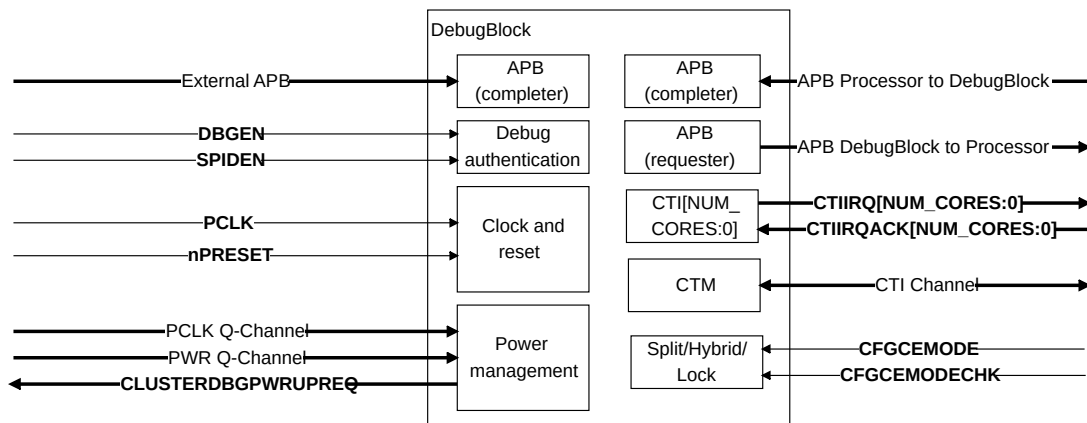 DebugBlock
External APB
APB
(completer)
APB
(completer)
APB Processor to DebugBlock
DBGEN
SPIDEN
Debug
authentication
APB
(requester)
APB DebugBlock to Processor
PCLK
nPRESET
Clock and
reset
CTI[NUM_
CORES:0]
CTIIRQ[NUM_CORES:0]
CTIIRQACK[NUM_CORES:0]
CTM
CTI Channel
PCLK Q-Channel
PWR Q-Channel
CLUSTERDBGPWRUPREQ
Power
management
Split/Hybrid/
Lock
CFGCEMODE
CFGCEMODECHK